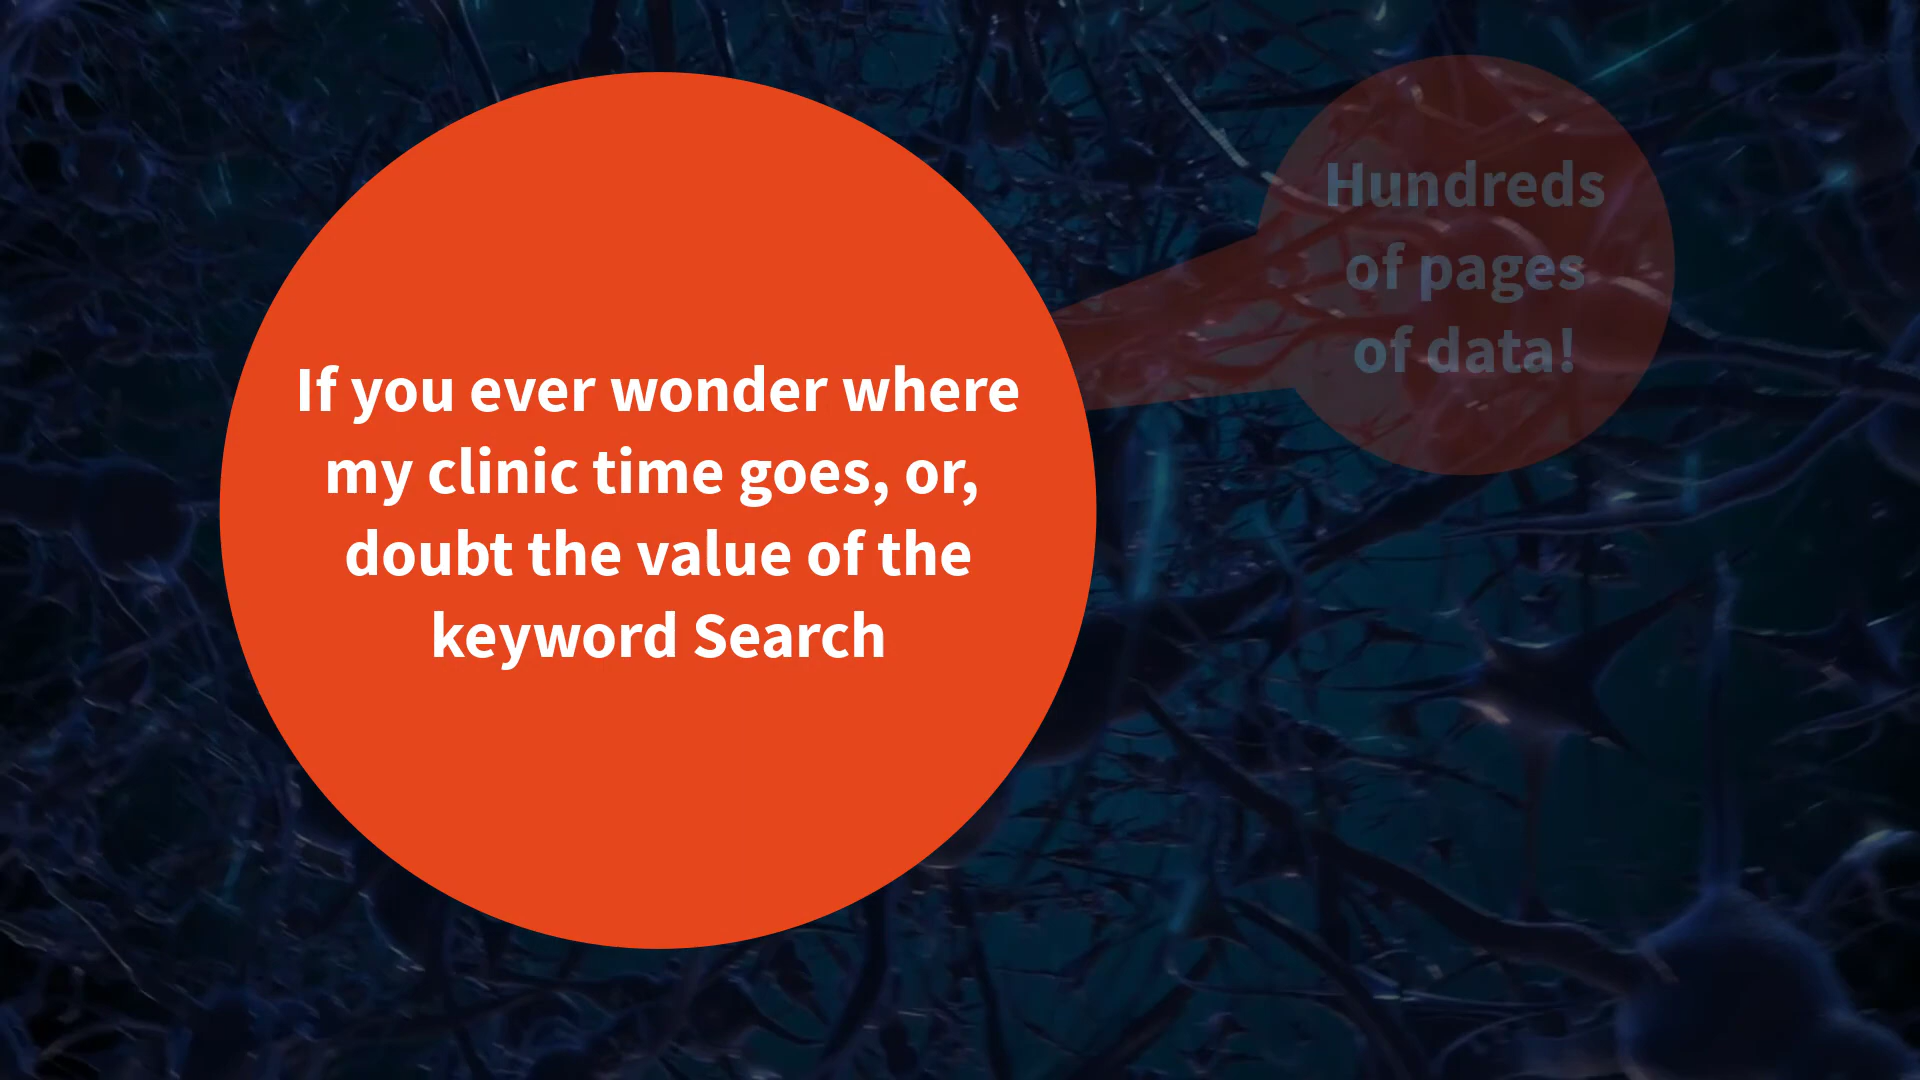 If you ever wonder where
my clinic time goes, or,
doubt the value of the
keyword Search
Hundreds
of pages
of data!